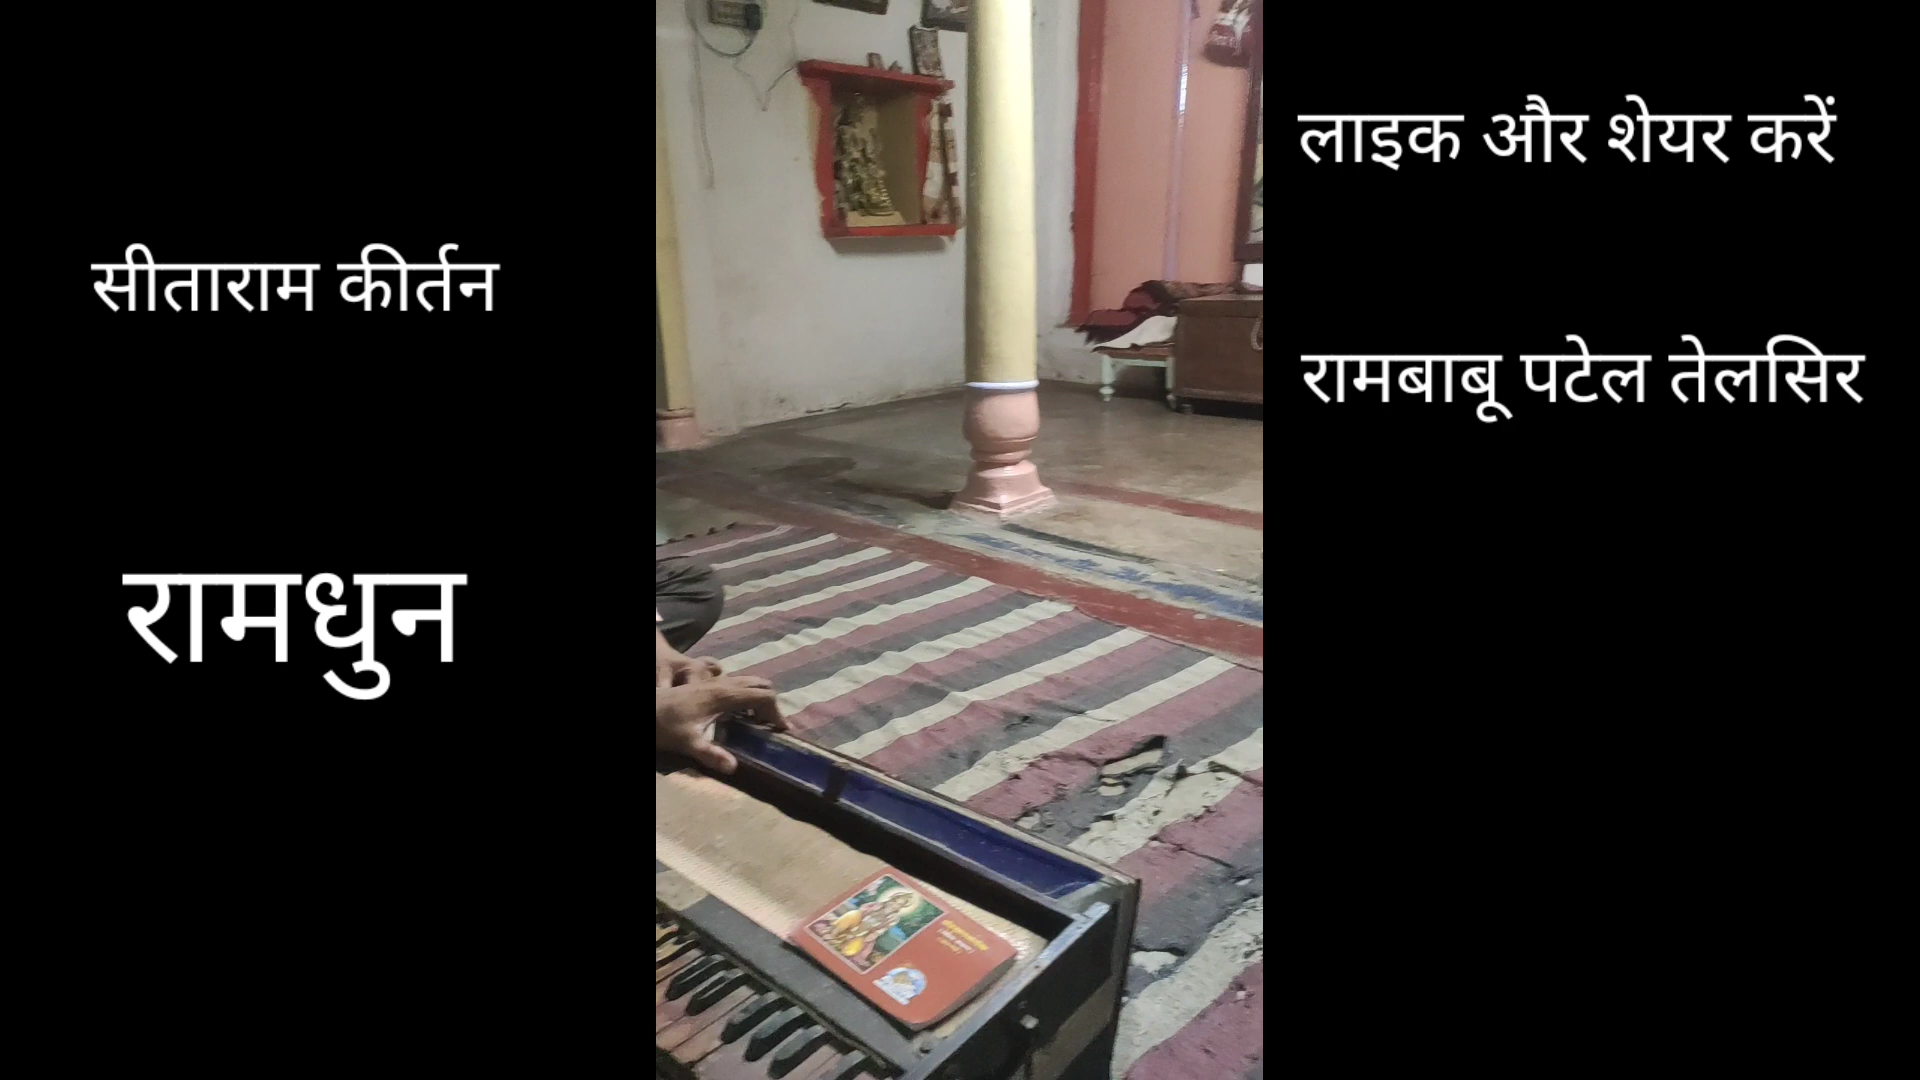 सीताराम कीर्तन
रामधुन
लाइक और शेयर करें
रामबाबू पटेल तेलसिर